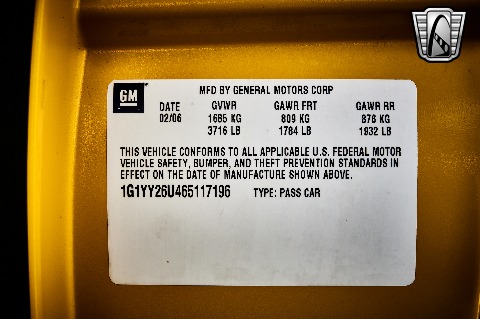 GM
MFD BY GENERAL MOTORS CORP
DATE GVWR GAWR FRT GAWR RR
02/06 1685 KG 809 KG 876 KG
3716 LB 1784 LB 1932 LB
THIS VEHICLE CONFORMS TO ALL APPLICABLE U.S. FEDERAL MOTOR
VEHICLE SAFETY, BUMPER, AND THEFT PREVENTION STANDARDS IN
EFFECT ON THE DATE OF MANUFACTURE SHOWN ABOVE.
1G1YY26U465117196 TYPE: PASS CAR